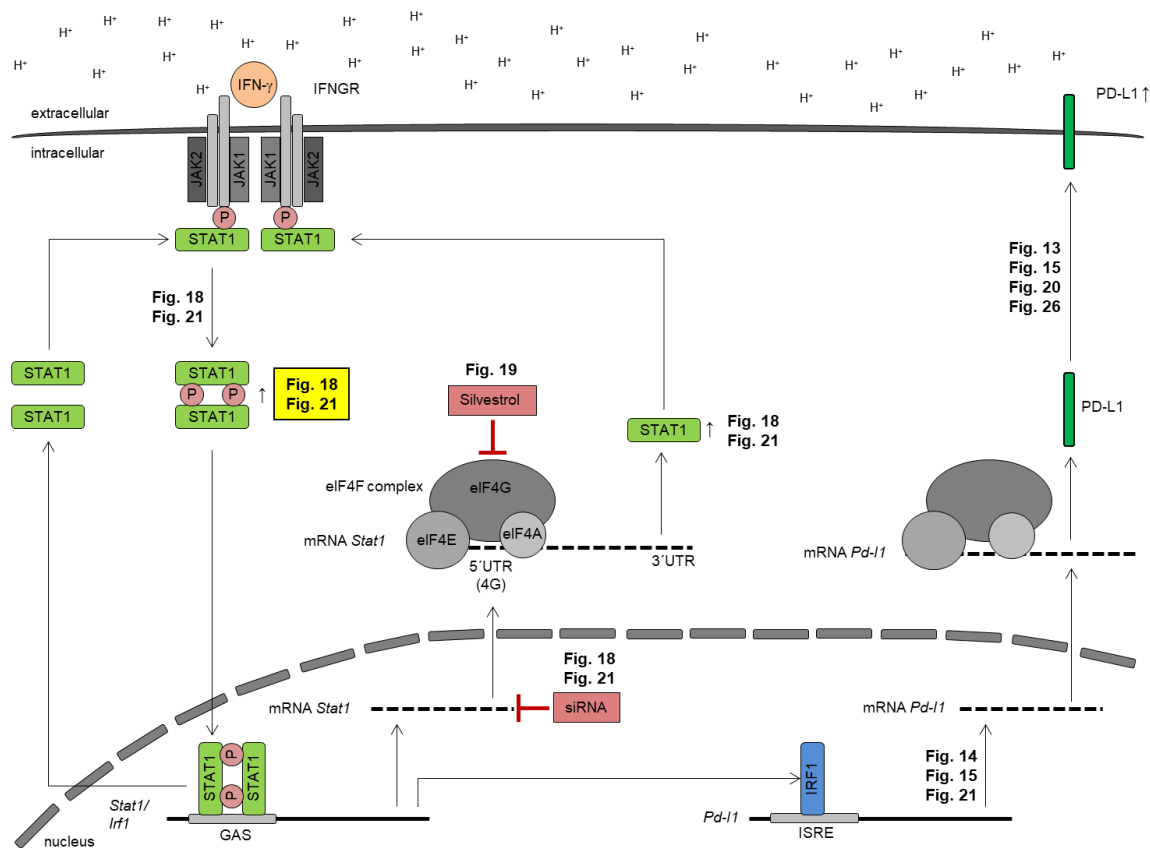 H⁺ H⁺ H⁺ H⁺ H⁺ H⁺ H⁺ H⁺ H⁺ H⁺
H⁺ H⁺ H⁺ H⁺ H⁺ H⁺ H⁺ H⁺ H⁺ H⁺
H⁺ H⁺ H⁺ H⁺ H⁺ H⁺ H⁺ H⁺ H⁺ H⁺
H⁺ H⁺ H⁺ H⁺ H⁺ H⁺
IFN-γ
IFNGR
PD-L1 ↑
extracellular
intracellular
JAK2
JAK1
JAK1
JAK2
P
P
STAT1
STAT1
Fig. 18
Fig. 21
Fig. 13
Fig. 15
Fig. 20
Fig. 26
STAT1
STAT1
STAT1
P
P
STAT1
↑
Fig. 18
Fig. 21
Fig. 19
Silvestrol
STAT1
↑
Fig. 18
Fig. 21
PD-L1
eIF4F complex
eIF4G
mRNA Stat1
eIF4E
eIF4A
5´UTR
(4G)
3´UTR
mRNA Pd-l1
Fig. 18
Fig. 21
mRNA Stat1
siRNA
mRNA Pd-l1
STAT1
P
P
STAT1
IRF1
Fig. 14
Fig. 15
Fig. 21
Stat1/
Irf1
GAS
Pd-l1
ISRE
nucleus